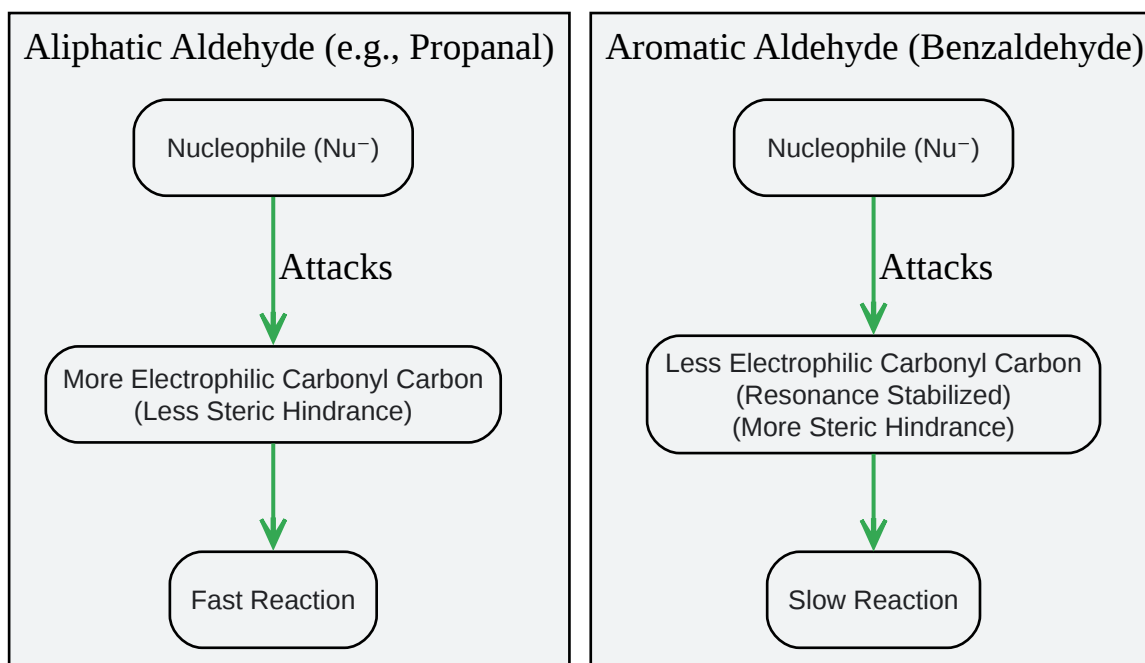 Aliphatic Aldehyde (e.g., Propanal)
Nucleophile (Nu⁻)
Attacks
More Electrophilic Carbonyl Carbon
(Less Steric Hindrance)
Fast Reaction
Aromatic Aldehyde (Benzaldehyde)
Nucleophile (Nu⁻)
Attacks
Less Electrophilic Carbonyl Carbon
(Resonance Stabilized)
(More Steric Hindrance)
Slow Reaction